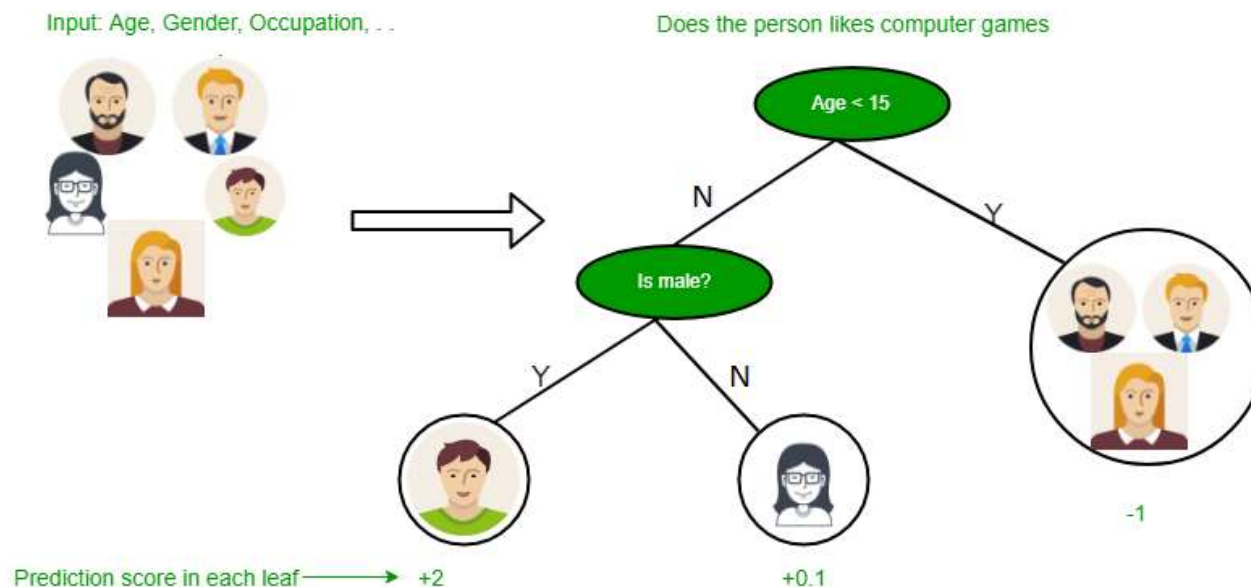 Input: Age, Gender, Occupation, . .
Does the person likes computer games
Age < 15
N
Y
Is male?
Y
N
-1
Prediction score in each leaf
+2
+0.1